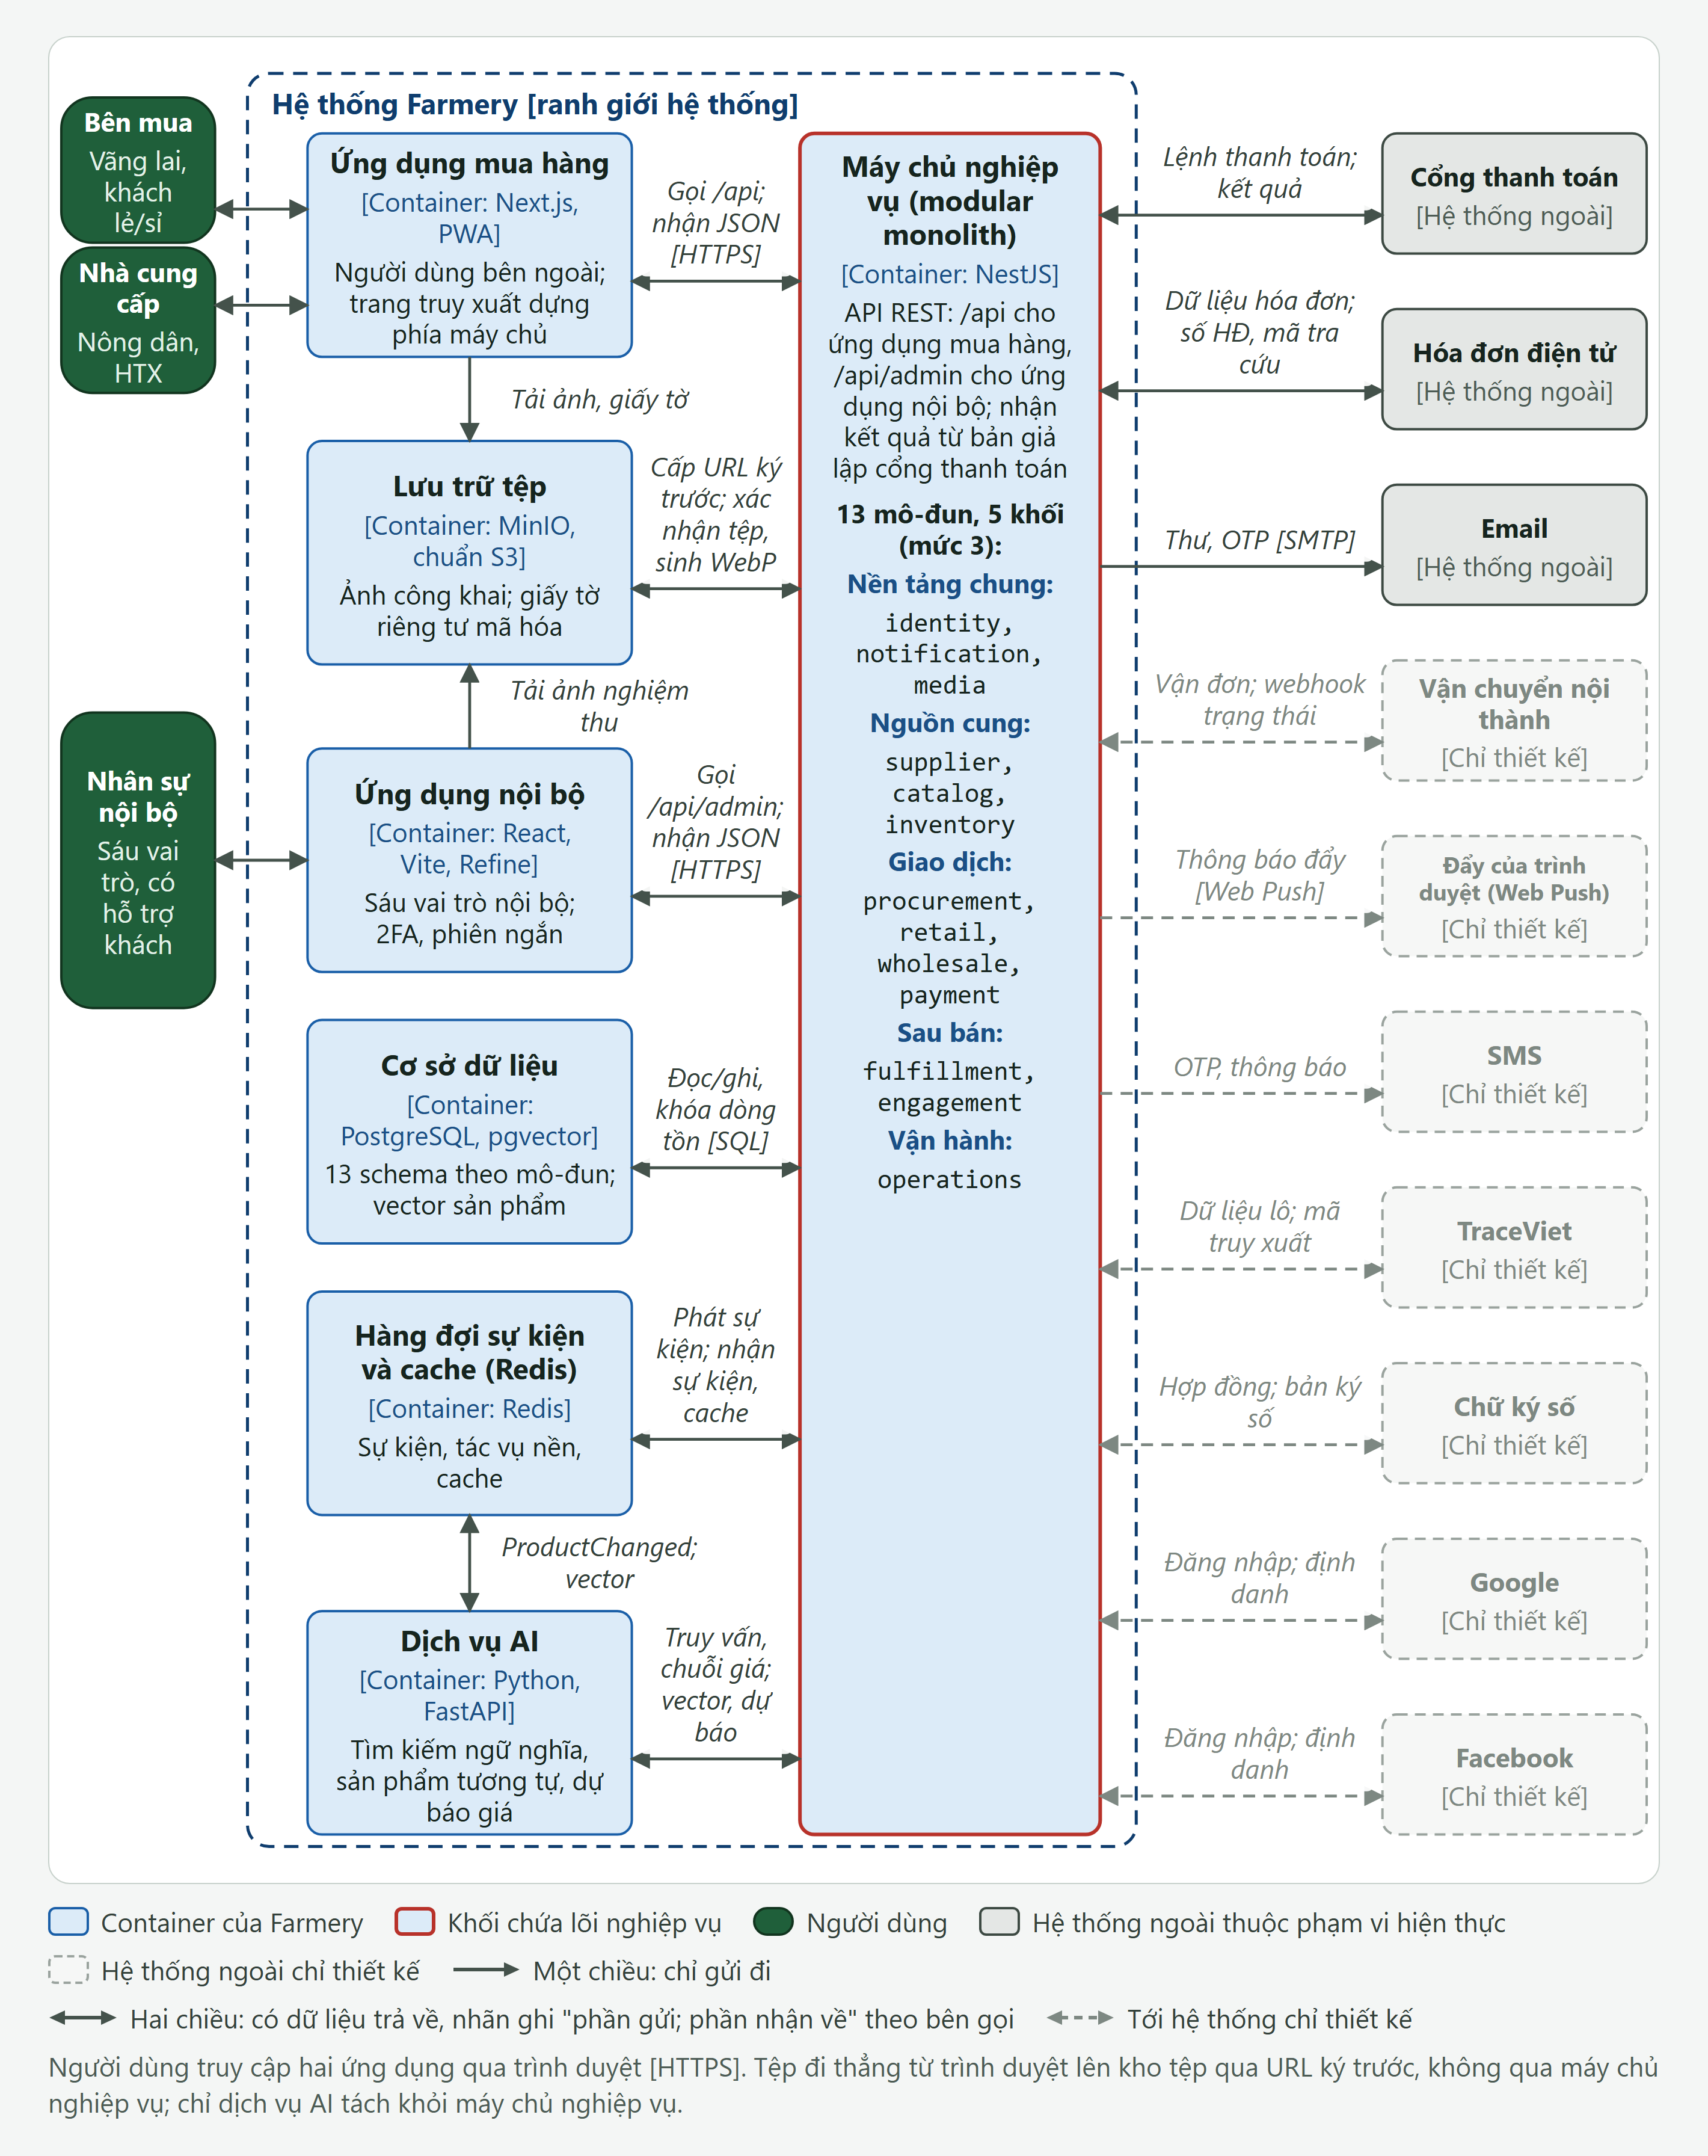 Hệ thống Farmery [ranh giới hệ thống]
Bên mua
Vãng lai,
khách
lẻ/sỉ
Nhà cung
cấp
Nông dân,
HTX
Nhân sự
nội bộ
Sáu vai
trò, có
hỗ trợ
khách
Ứng dụng mua hàng
[Container: Next.js,
PWA]
Người dùng bên ngoài;
trang truy xuất dựng
phía máy chủ
Tải ảnh, giấy tờ
Lưu trữ tệp
[Container: MinIO,
chuẩn S3]
Ảnh công khai; giấy tờ
riêng tư mã hóa
Tải ảnh nghiệm
thu
Ứng dụng nội bộ
[Container: React,
Vite, Refine]
Sáu vai trò nội bộ;
2FA, phiên ngắn
Cơ sở dữ liệu
[Container:
PostgreSQL, pgvector]
13 schema theo mô-đun;
vector sản phẩm
Hàng đợi sự kiện
và cache (Redis)
[Container: Redis]
Sự kiện, tác vụ nền,
cache
ProductChanged;
vector
Dịch vụ AI
[Container: Python,
FastAPI]
Tìm kiếm ngữ nghĩa,
sản phẩm tương tự, dự
báo giá
Gọi /api;
nhận JSON
[HTTPS]
Cấp URL ký
trước; xác
nhận tệp,
sinh WebP
Gọi
/api/admin;
nhận JSON
[HTTPS]
Đọc/ghi,
khóa dòng
tồn [SQL]
Phát sự
kiện; nhận
sự kiện,
cache
Truy vấn,
chuỗi giá;
vector, dự
báo
Máy chủ nghiệp
vụ (modular
monolith)
[Container: NestJS]
API REST: /api cho
ứng dụng mua hàng,
/api/admin cho ứng
dụng nội bộ; nhận
kết quả từ bản giả
lập cổng thanh toán
13 mô-đun, 5 khối
(mức 3):
Nền tảng chung:
identity,
notification,
media
Nguồn cung:
supplier,
catalog,
inventory
Giao dịch:
procurement,
retail,
wholesale,
payment
Sau bán:
fulfillment,
engagement
Vận hành:
operations
Lệnh thanh toán;
kết quả
Cổng thanh toán
[Hệ thống ngoài]
Dữ liệu hóa đơn;
số HĐ, mã tra
cứu
Hóa đơn điện tử
[Hệ thống ngoài]
Thư, OTP [SMTP]
Email
[Hệ thống ngoài]
Vận đơn; webhook
trạng thái
Vận chuyển nội
thành
[Chỉ thiết kế]
Thông báo đẩy
[Web Push]
Đẩy của trình
duyệt (Web Push)
[Chỉ thiết kế]
OTP, thông báo
SMS
[Chỉ thiết kế]
Dữ liệu lô; mã
truy xuất
TraceViet
[Chỉ thiết kế]
Hợp đồng; bản ký
số
Chữ ký số
[Chỉ thiết kế]
Đăng nhập; định
danh
Google
[Chỉ thiết kế]
Đăng nhập; định
danh
Facebook
[Chỉ thiết kế]
Container của Farmery
Khối chứa lõi nghiệp vụ
Người dùng
Hệ thống ngoài thuộc phạm vi hiện thực
Hệ thống ngoài chỉ thiết kế
Một chiều: chỉ gửi đi
Hai chiều: có dữ liệu trả về, nhãn ghi "phần gửi; phần nhận về" theo bên gọi
Tới hệ thống chỉ thiết kế
Người dùng truy cập hai ứng dụng qua trình duyệt [HTTPS]. Tệp đi thẳng từ trình duyệt lên kho tệp qua URL ký trước, không qua máy chủ
nghiệp vụ; chỉ dịch vụ AI tách khỏi máy chủ nghiệp vụ.